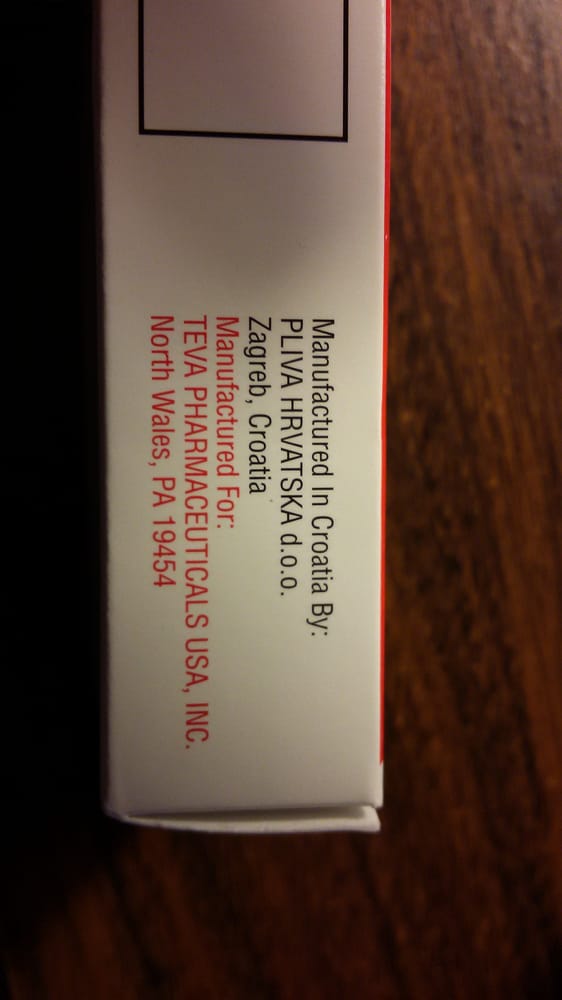 Manufactured In Croatia By:
PLIVA HRVATSKA d.o.o.
Zagreb, Croatia
Manufactured For:
TEVA PHARMACEUTICALS USA, INC.
North Wales, PA 19454